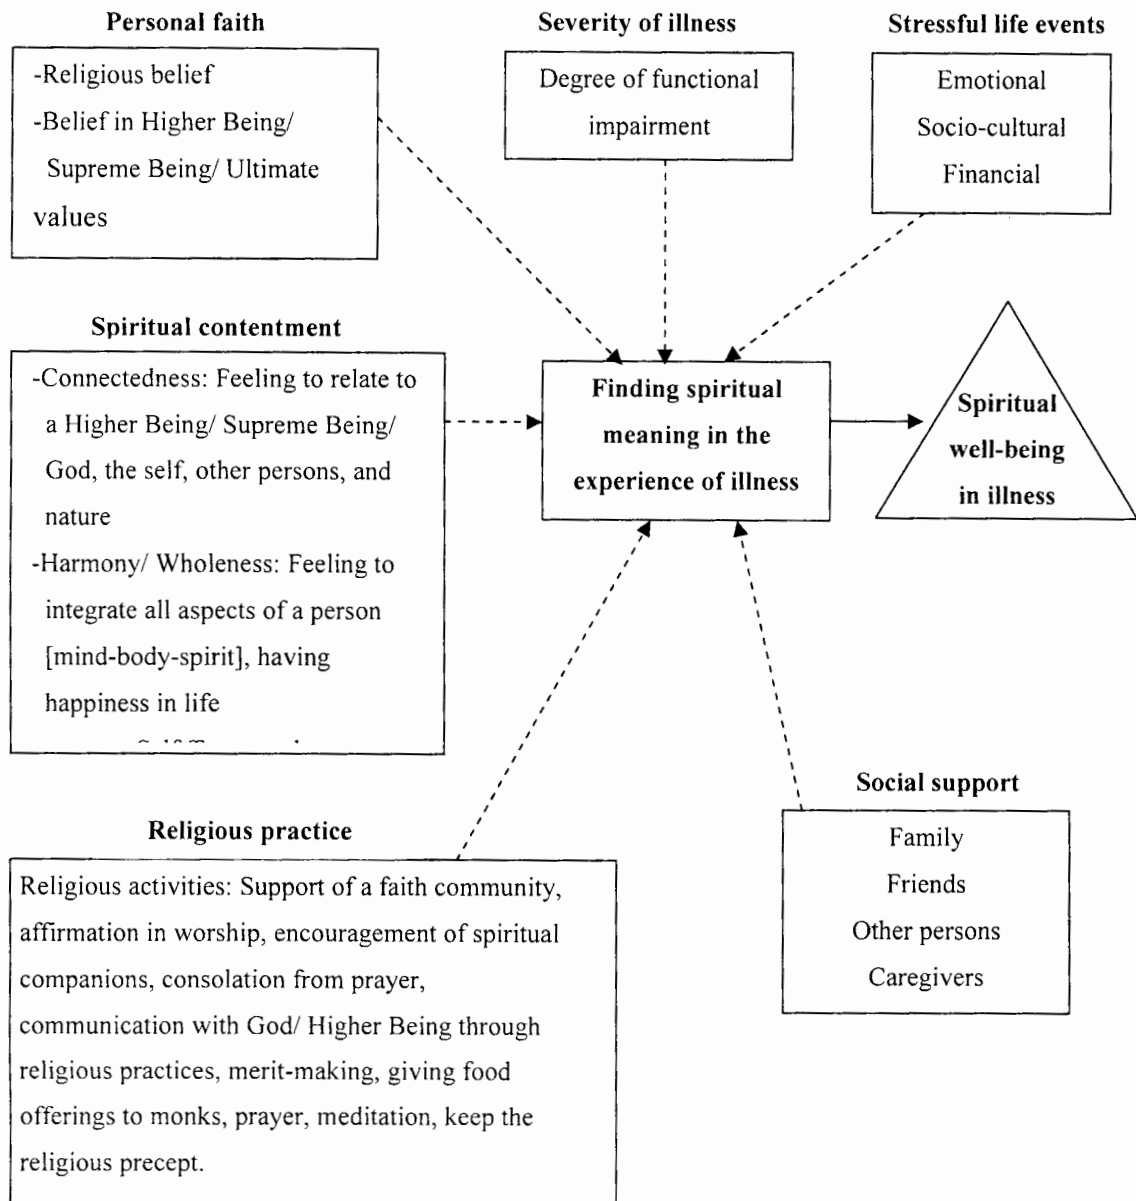 Personal faith
-Religious belief
-Belief in Higher Being/
Supreme Being/ Ultimate
values
Severity of illness
Degree of functional
impairment
Stressful life events
Emotional
Socio-cultural
Financial
Spiritual contentment
-Connectedness: Feeling to relate to
a Higher Being/ Supreme Being/
God, the self, other persons, and
nature
-Harmony/ Wholeness: Feeling to
integrate all aspects of a person
[mind-body-spirit], having
happiness in life
Finding spiritual
meaning in the
experience of illness
Spiritual
well-being
in illness
Religious practice
Religious activities: Support of a faith community,
affirmation in worship, encouragement of spiritual
companions, consolation from prayer,
communication with God/ Higher Being through
religious practices, merit-making, giving food
offerings to monks, prayer, meditation, keep the
religious precept.
Social support
Family
Friends
Other persons
Caregivers